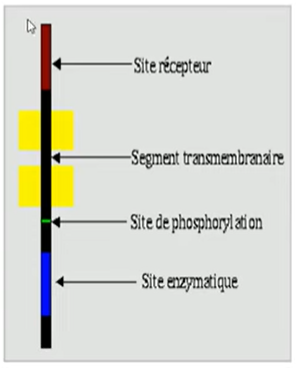 Site récepteur
Segment transmembranaire
Site de phosphorylation
Site enzymatique